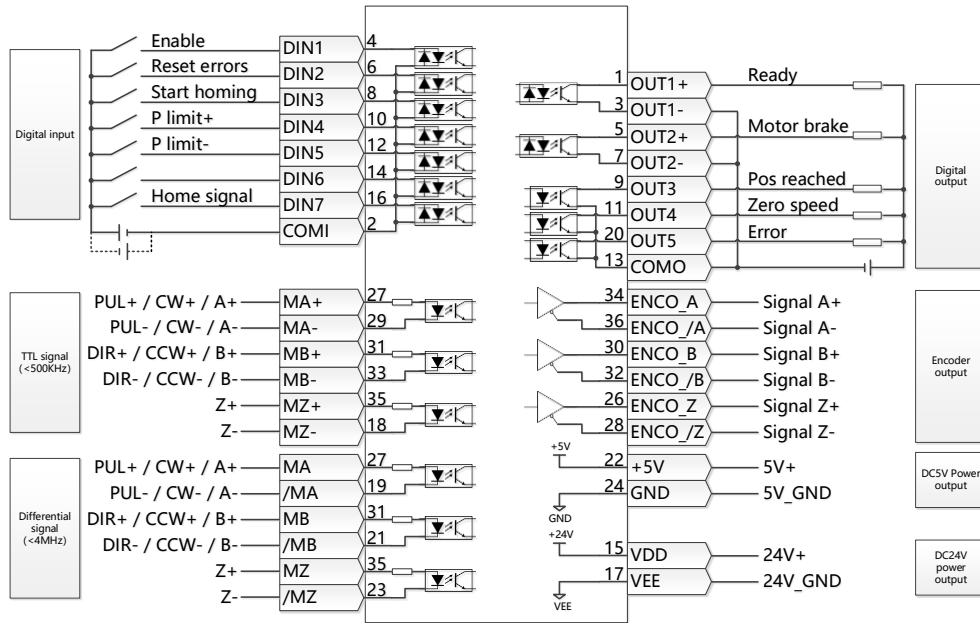 Digital input
Enable DIN1 4
Reset errors DIN2 6
Start homing DIN3 8
P limit+ DIN4 10
P limit- DIN5 12
DIN6 14
Home signal DIN7 16
COMI 2
1 OUT1+ Ready
3 OUT1-
5 OUT2+ Motor brake
7 OUT2-
9 OUT3 Pos reached
11 OUT4 Zero speed
20 OUT5 Error
13 COMO
Digital
output
TTL signal
(<500KHz)
PUL+ / CW+ / A+ MA+ 27
PUL- / CW- / A- MA- 29
DIR+ / CCW+ / B+ MB+ 31
DIR- / CCW- / B- MB- 33
Z+ MZ+ 35
Z- MZ- 18
34 ENCO_A Signal A+
36 ENCO_/A Signal A-
30 ENCO_B Signal B+
32 ENCO_/B Signal B-
26 ENCO_Z Signal Z+
28 ENCO_/Z Signal Z-
Encoder
output
Differential
signal
(<4MHz)
PUL+ / CW+ / A+ MA 27
PUL- / CW- / A- /MA 19
DIR+ / CCW+ / B+ MB 31
DIR- / CCW- / B- /MB 21
Z+ MZ 35
Z- /MZ 23
+5V
22 +5V 5V+
24 GND 5V_GND
GND
DC5V Power
output
+24V
15 VDD 24V+
17 VEE 24V_GND
VEE
DC24V
power
output